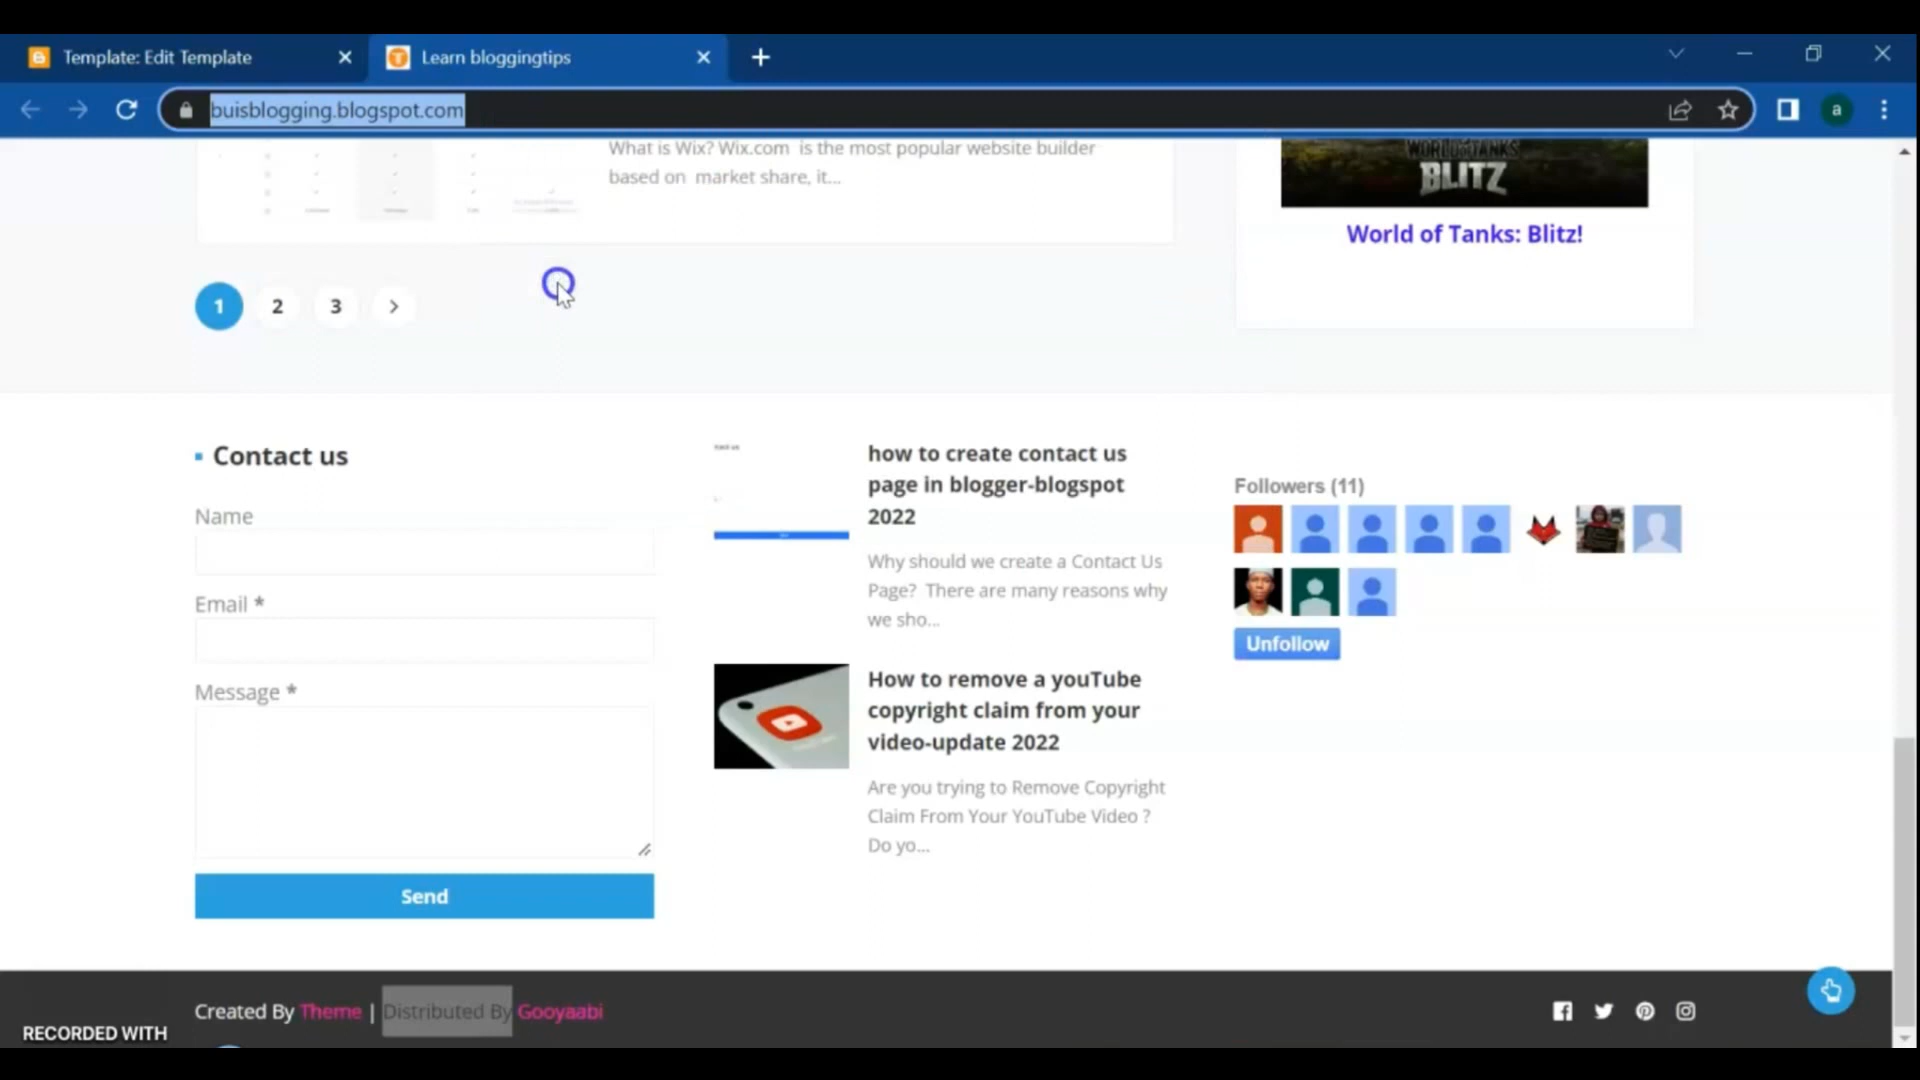 Template: Edit Template
Learn bloggingtips
buisblogging.blogspot.com
a
What is Wix? Wix.com is the most popular website builder
based on market share, it...
WORLD OF TANKS
BLITZ
World of Tanks: Blitz!
1 2 3
Contact us
Name
Email *
Message *
Send
how to create contact us
page in blogger-blogspot
2022
Why should we create a Contact Us
Page? There are many reasons why
we sho...
How to remove a youTube
copyright claim from your
video-update 2022
Are you trying to Remove Copyright
Claim From Your YouTube Video ?
Do yo...
Followers (11)
Unfollow
Created By Theme | Distributed By Gooyaabi
RECORDED WITH